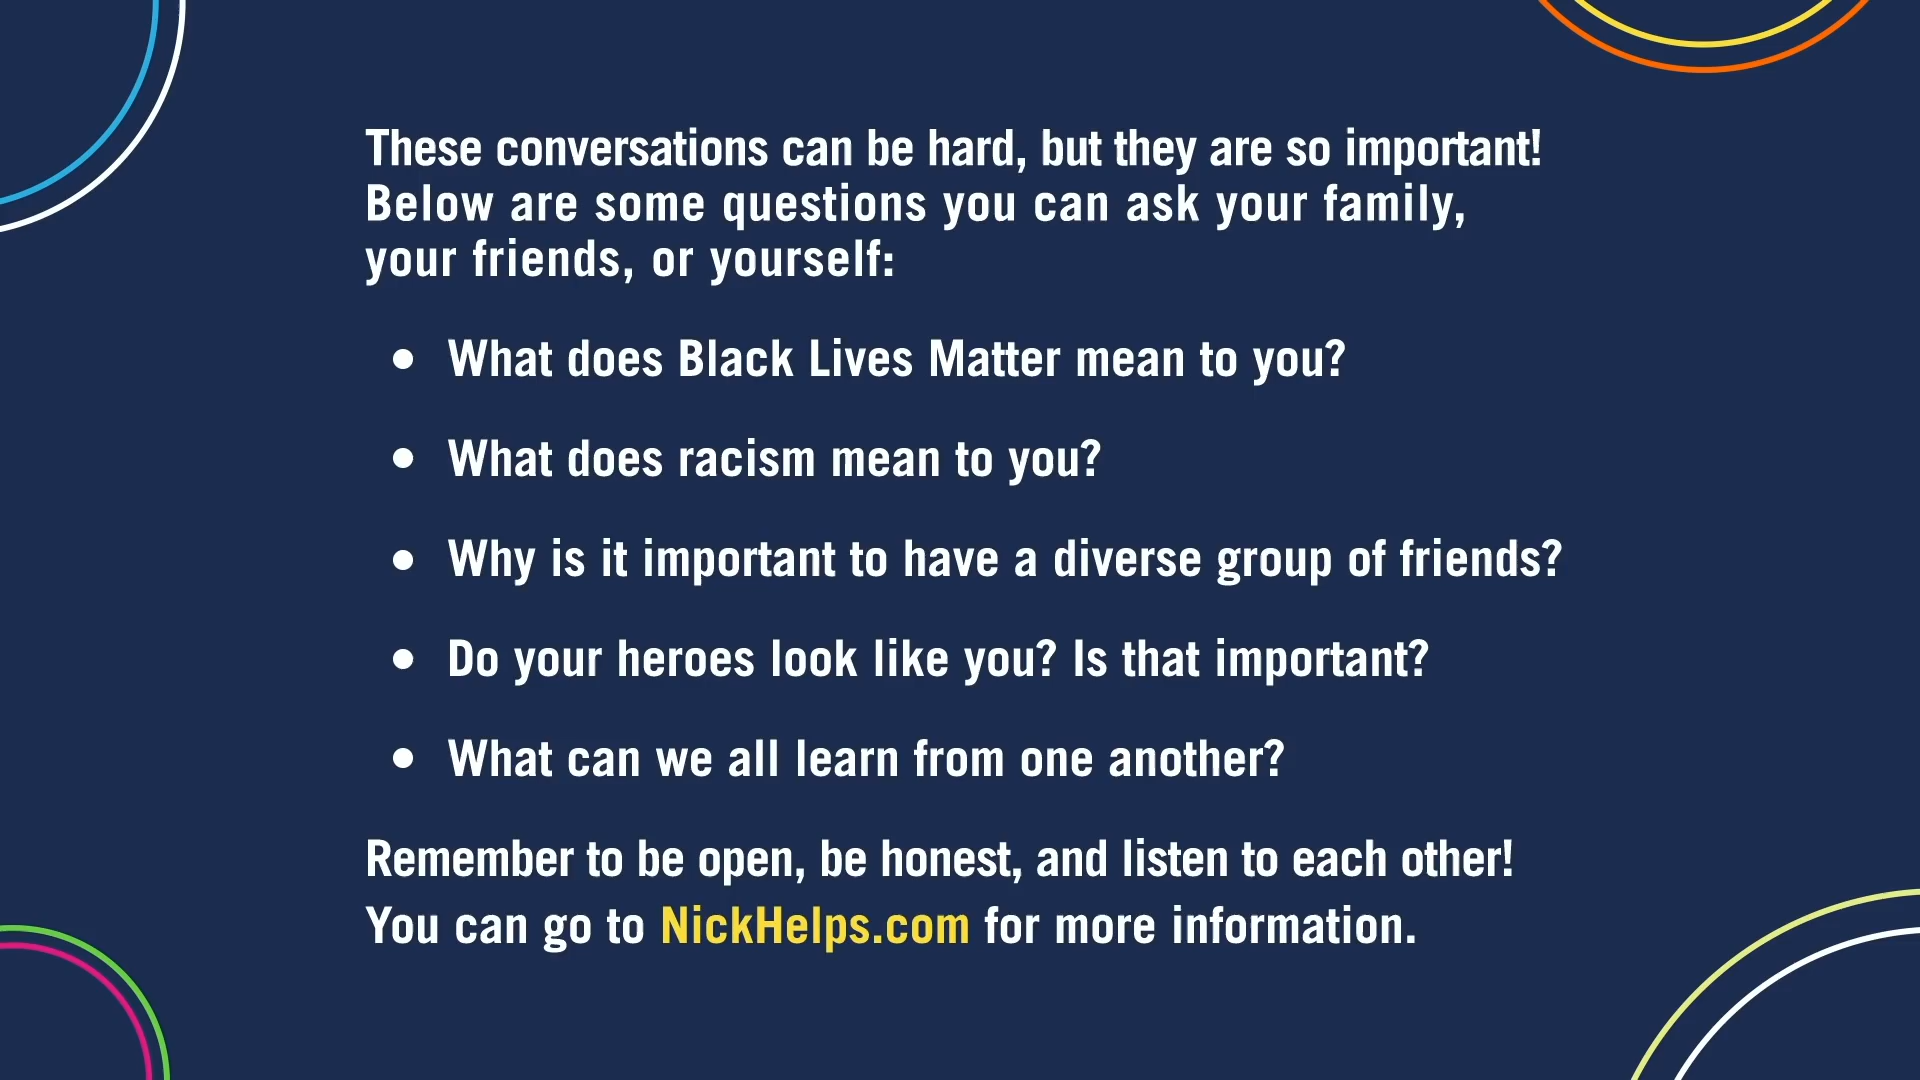 These conversations can be hard, but they are so important!
Below are some questions you can ask your family,
your friends, or yourself:
• What does Black Lives Matter mean to you?
• What does racism mean to you?
• Why is it important to have a diverse group of friends?
• Do your heroes look like you? Is that important?
• What can we all learn from one another?
Remember to be open, be honest, and listen to each other!
You can go to NickHelps.com for more information.